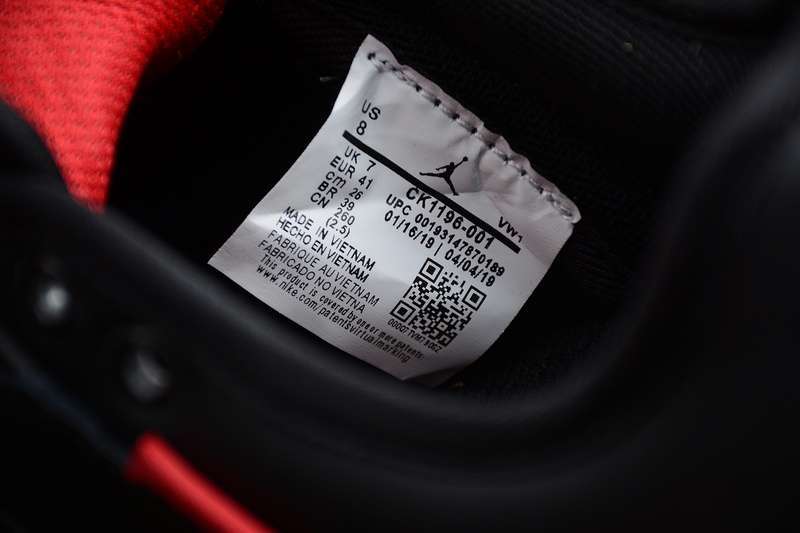 US
8
UK 7
EUR 41
cm 26
BR 39
CN 260
(2.5)
VW1
CK1196-001
UPC 00193147870189
01/16/19 | 04/04/19
MADE IN VIETNAM
HECHO EN VIETNAM
FABRIQUE AU VIETNAM
FABRICADO NO VIETNA
This product is covered by one or more patents:
www.nike.com/patentsvirtualmarking